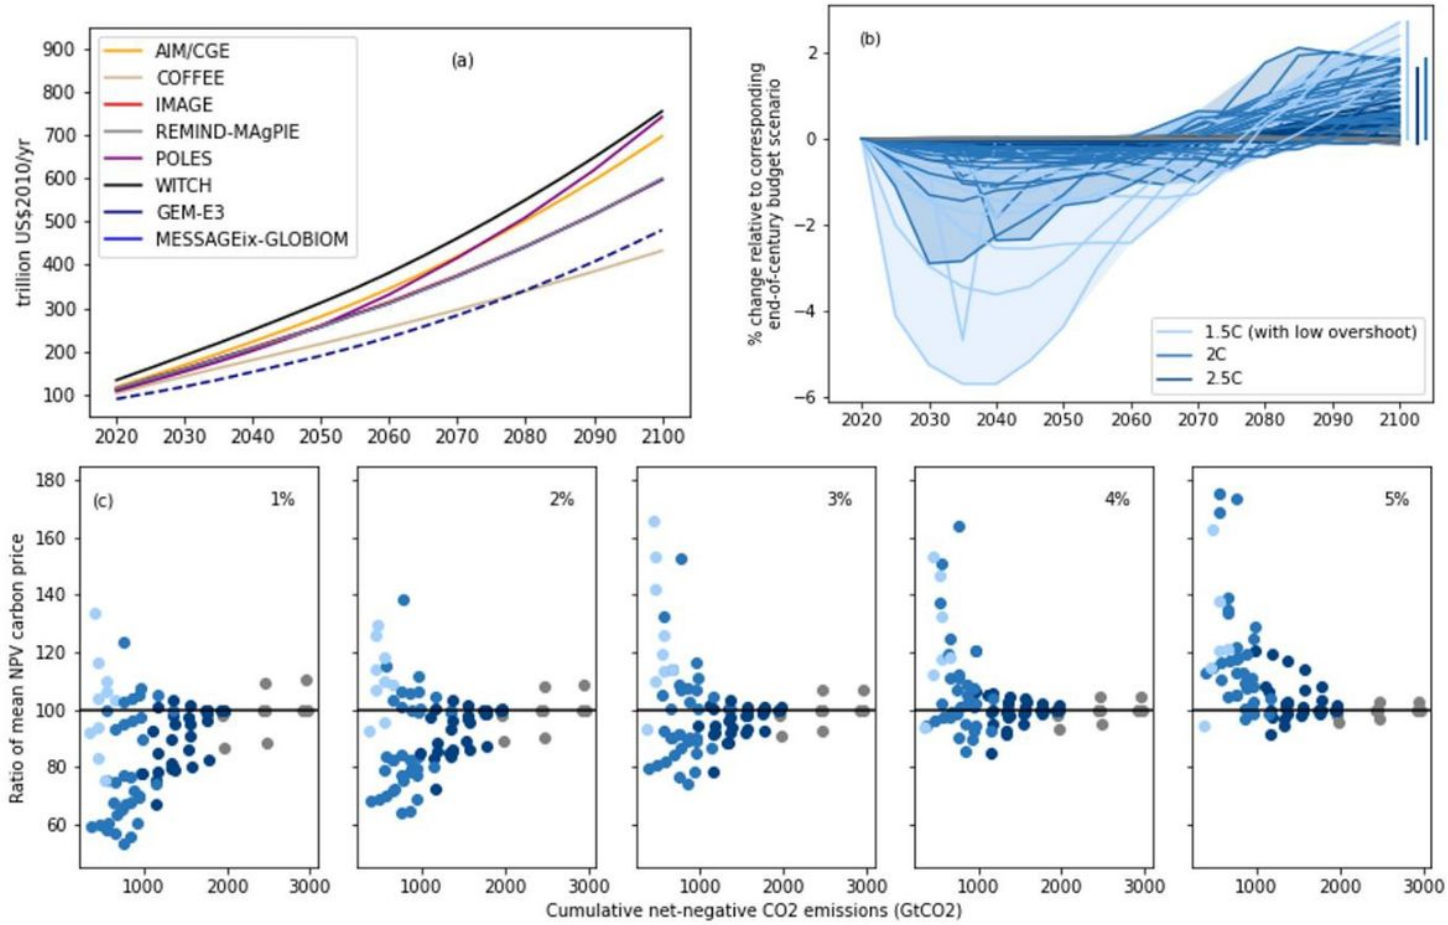 (a)
trillion US$2010/yr
900
800
700
600
500
400
300
200
100
AIM/CGE
COFFEE
IMAGE
REMIND-MAgPIE
POLES
WITCH
GEM-E3
MESSAGEix-GLOBIOM
2020 2030 2040 2050 2060 2070 2080 2090 2100
(b)
% change relative to corresponding
end-of-century budget scenario
2
0
−2
−4
−6
1.5C (with low overshoot)
2C
2.5C
2020 2030 2040 2050 2060 2070 2080 2090 2100
(c)
Ratio of mean NPV carbon price
180
160
140
120
100
80
60
1% 2% 3% 4% 5%
1000 2000 3000 1000 2000 3000 1000 2000 3000 1000 2000 3000 1000 2000 3000
Cumulative net-negative CO2 emissions (GtCO2)